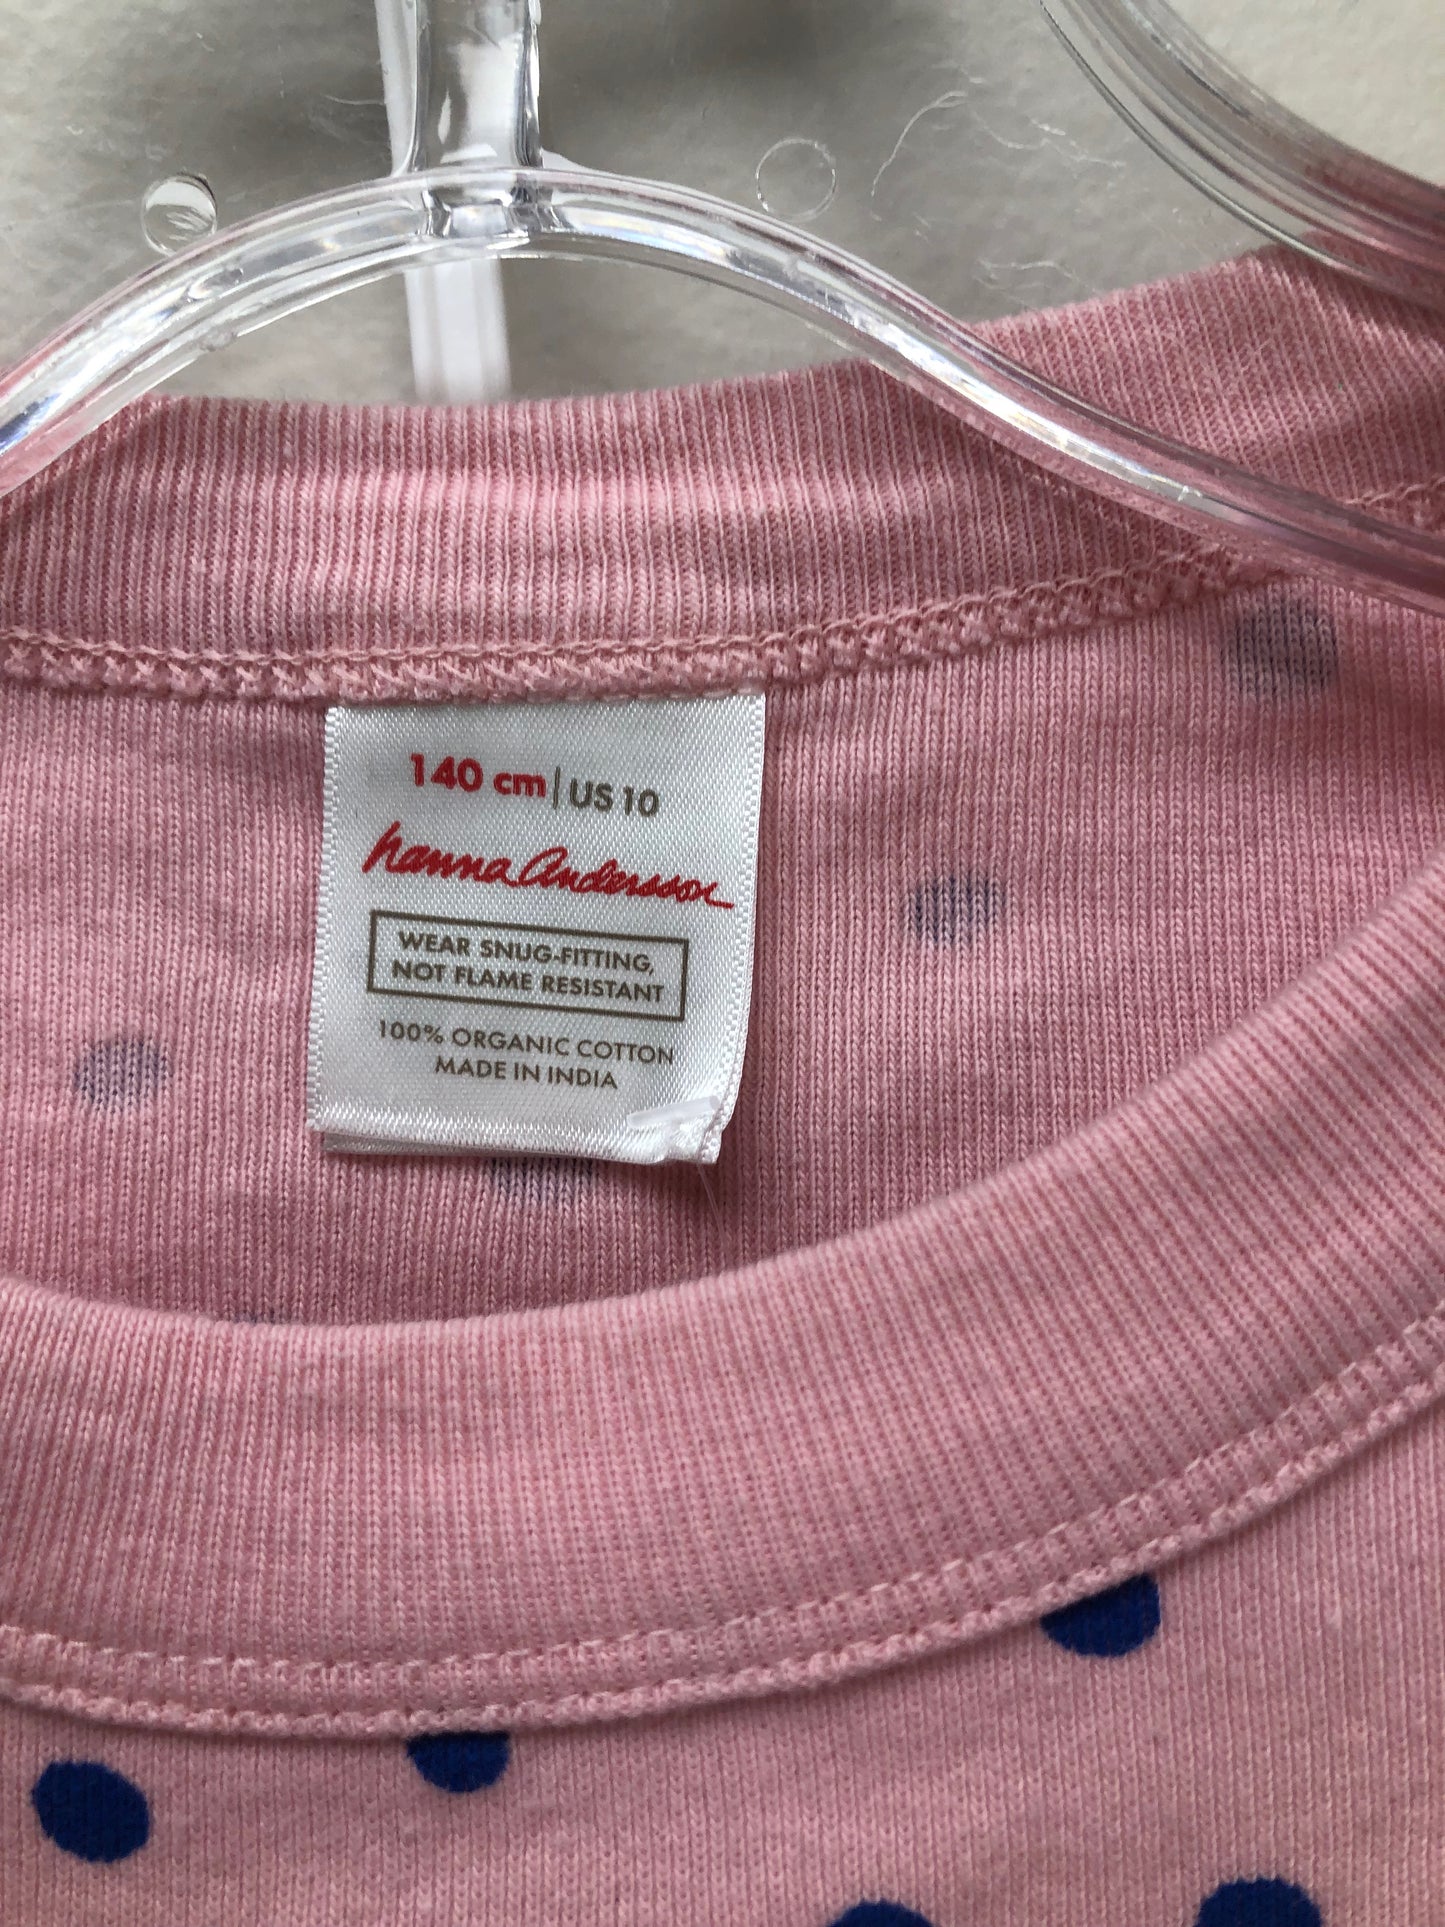 140 cm | US 10
hanna Andersson
WEAR SNUG-FITTING,
NOT FLAME RESISTANT
100% ORGANIC COTTON
MADE IN INDIA